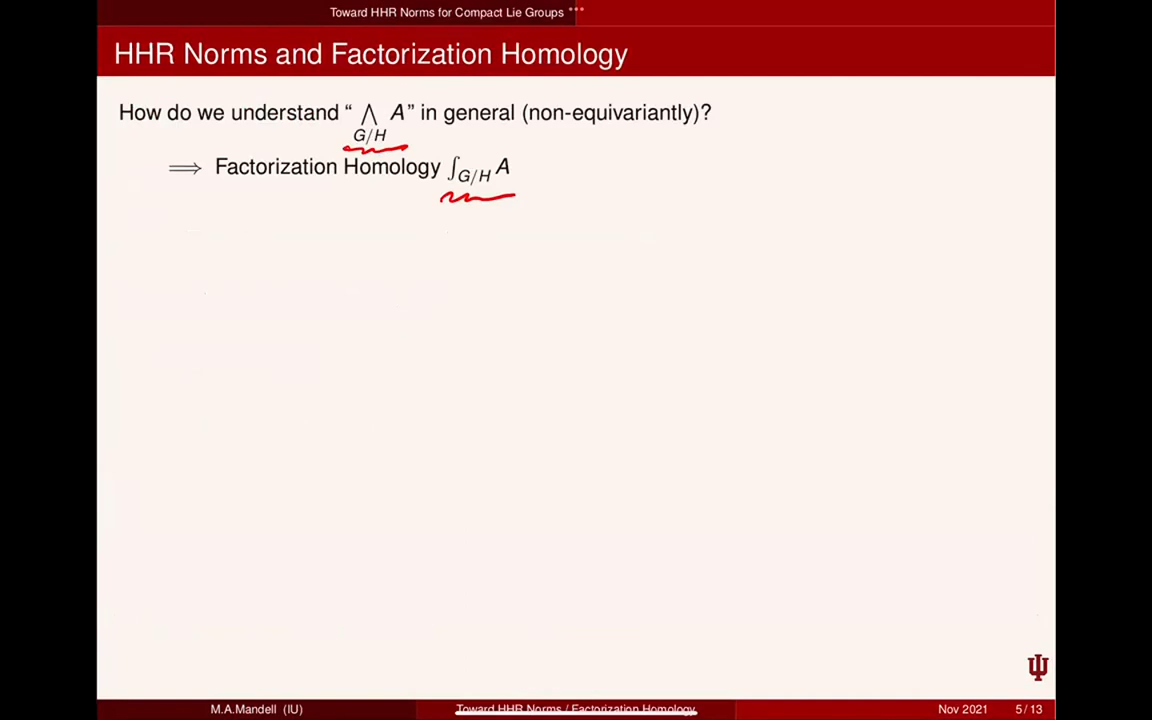 Toward HHR Norms for Compact Lie Groups
HHR Norms and Factorization Homology
How do we understand “ ⋀ A” in general (non-equivariantly)?
G/H
⟹ Factorization Homology ∫_{G/H} A
M.A.Mandell (IU) Toward HHR Norms / Factorization Homology Nov 2021 5 / 13